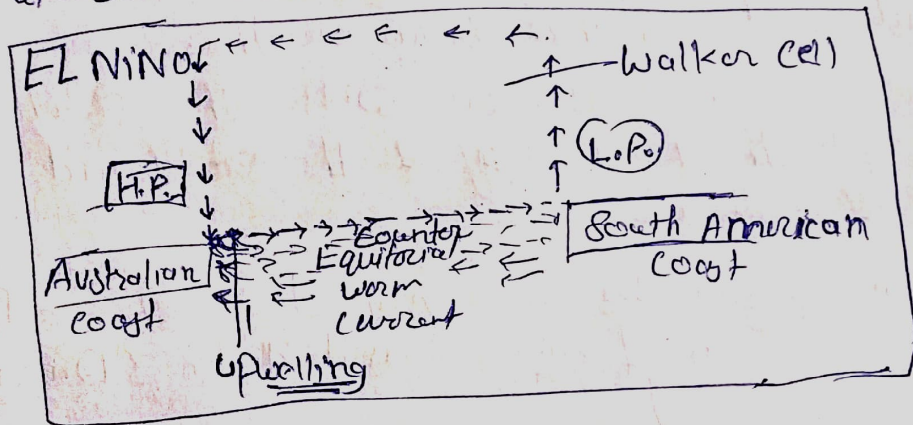 EL NiNO
Walker Cell
L.P.
H.P.
South American
Coast
Counter
Equitorial
warm
current
Australian
coast
upwelling